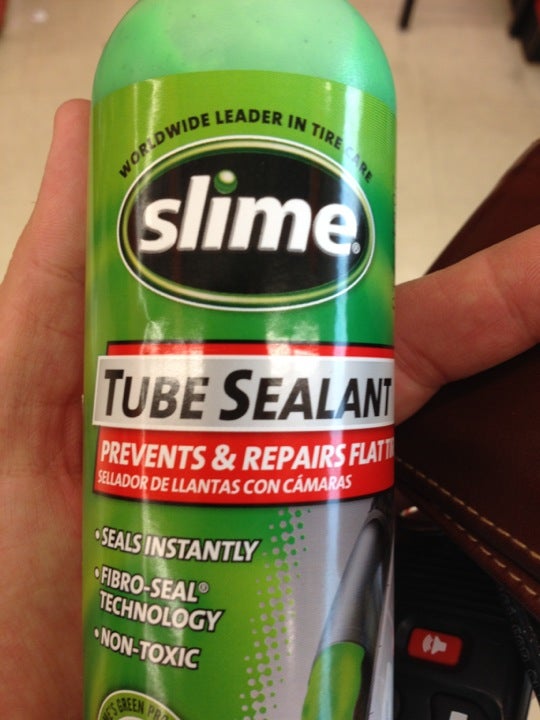 WORLDWIDE LEADER IN TIRE CARE
slime®
TUBE SEALANT
PREVENTS & REPAIRS FLAT
SELLADOR DE LLANTAS CON CÁMARAS
• SEALS INSTANTLY
• FIBRO-SEAL®
TECHNOLOGY
• NON-TOXIC
GREEN